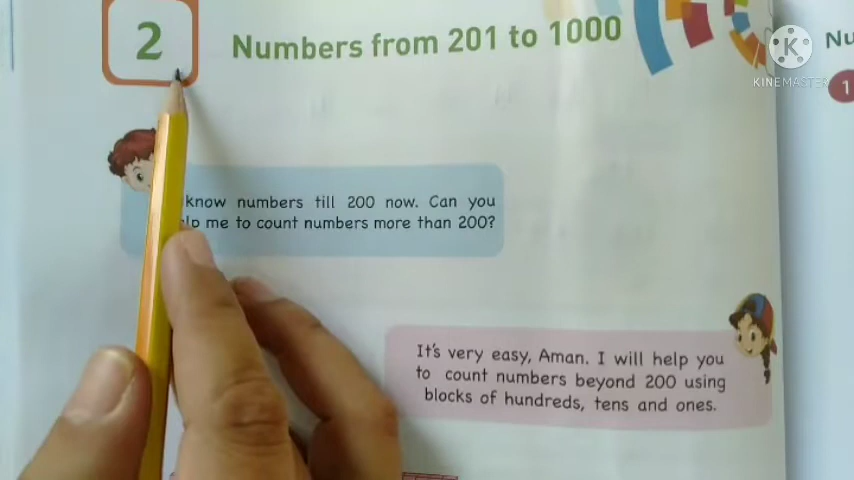 2
Numbers from 201 to 1000
know numbers till 200 now. Can you
me to count numbers more than 200?
It's very easy, Aman. I will help you
to count numbers beyond 200 using
blocks of hundreds, tens and ones.
K
KINEMASTER
Nu
1